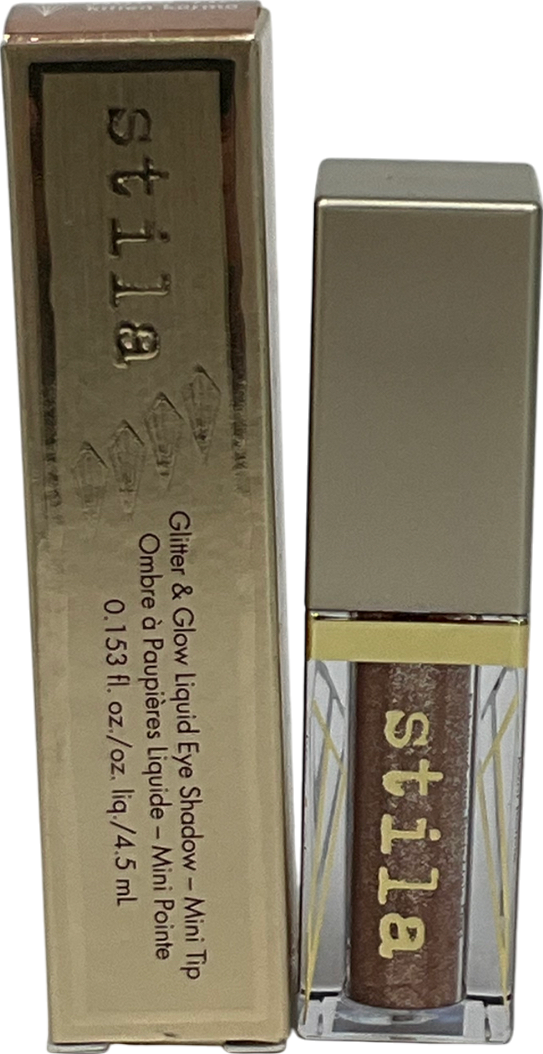 stila
Glitter & Glow Liquid Eye Shadow – Mini Tip
Ombre à Paupières Liquide – Mini Pointe
0.153 fl. oz./oz. liq./4.5 mL
stila